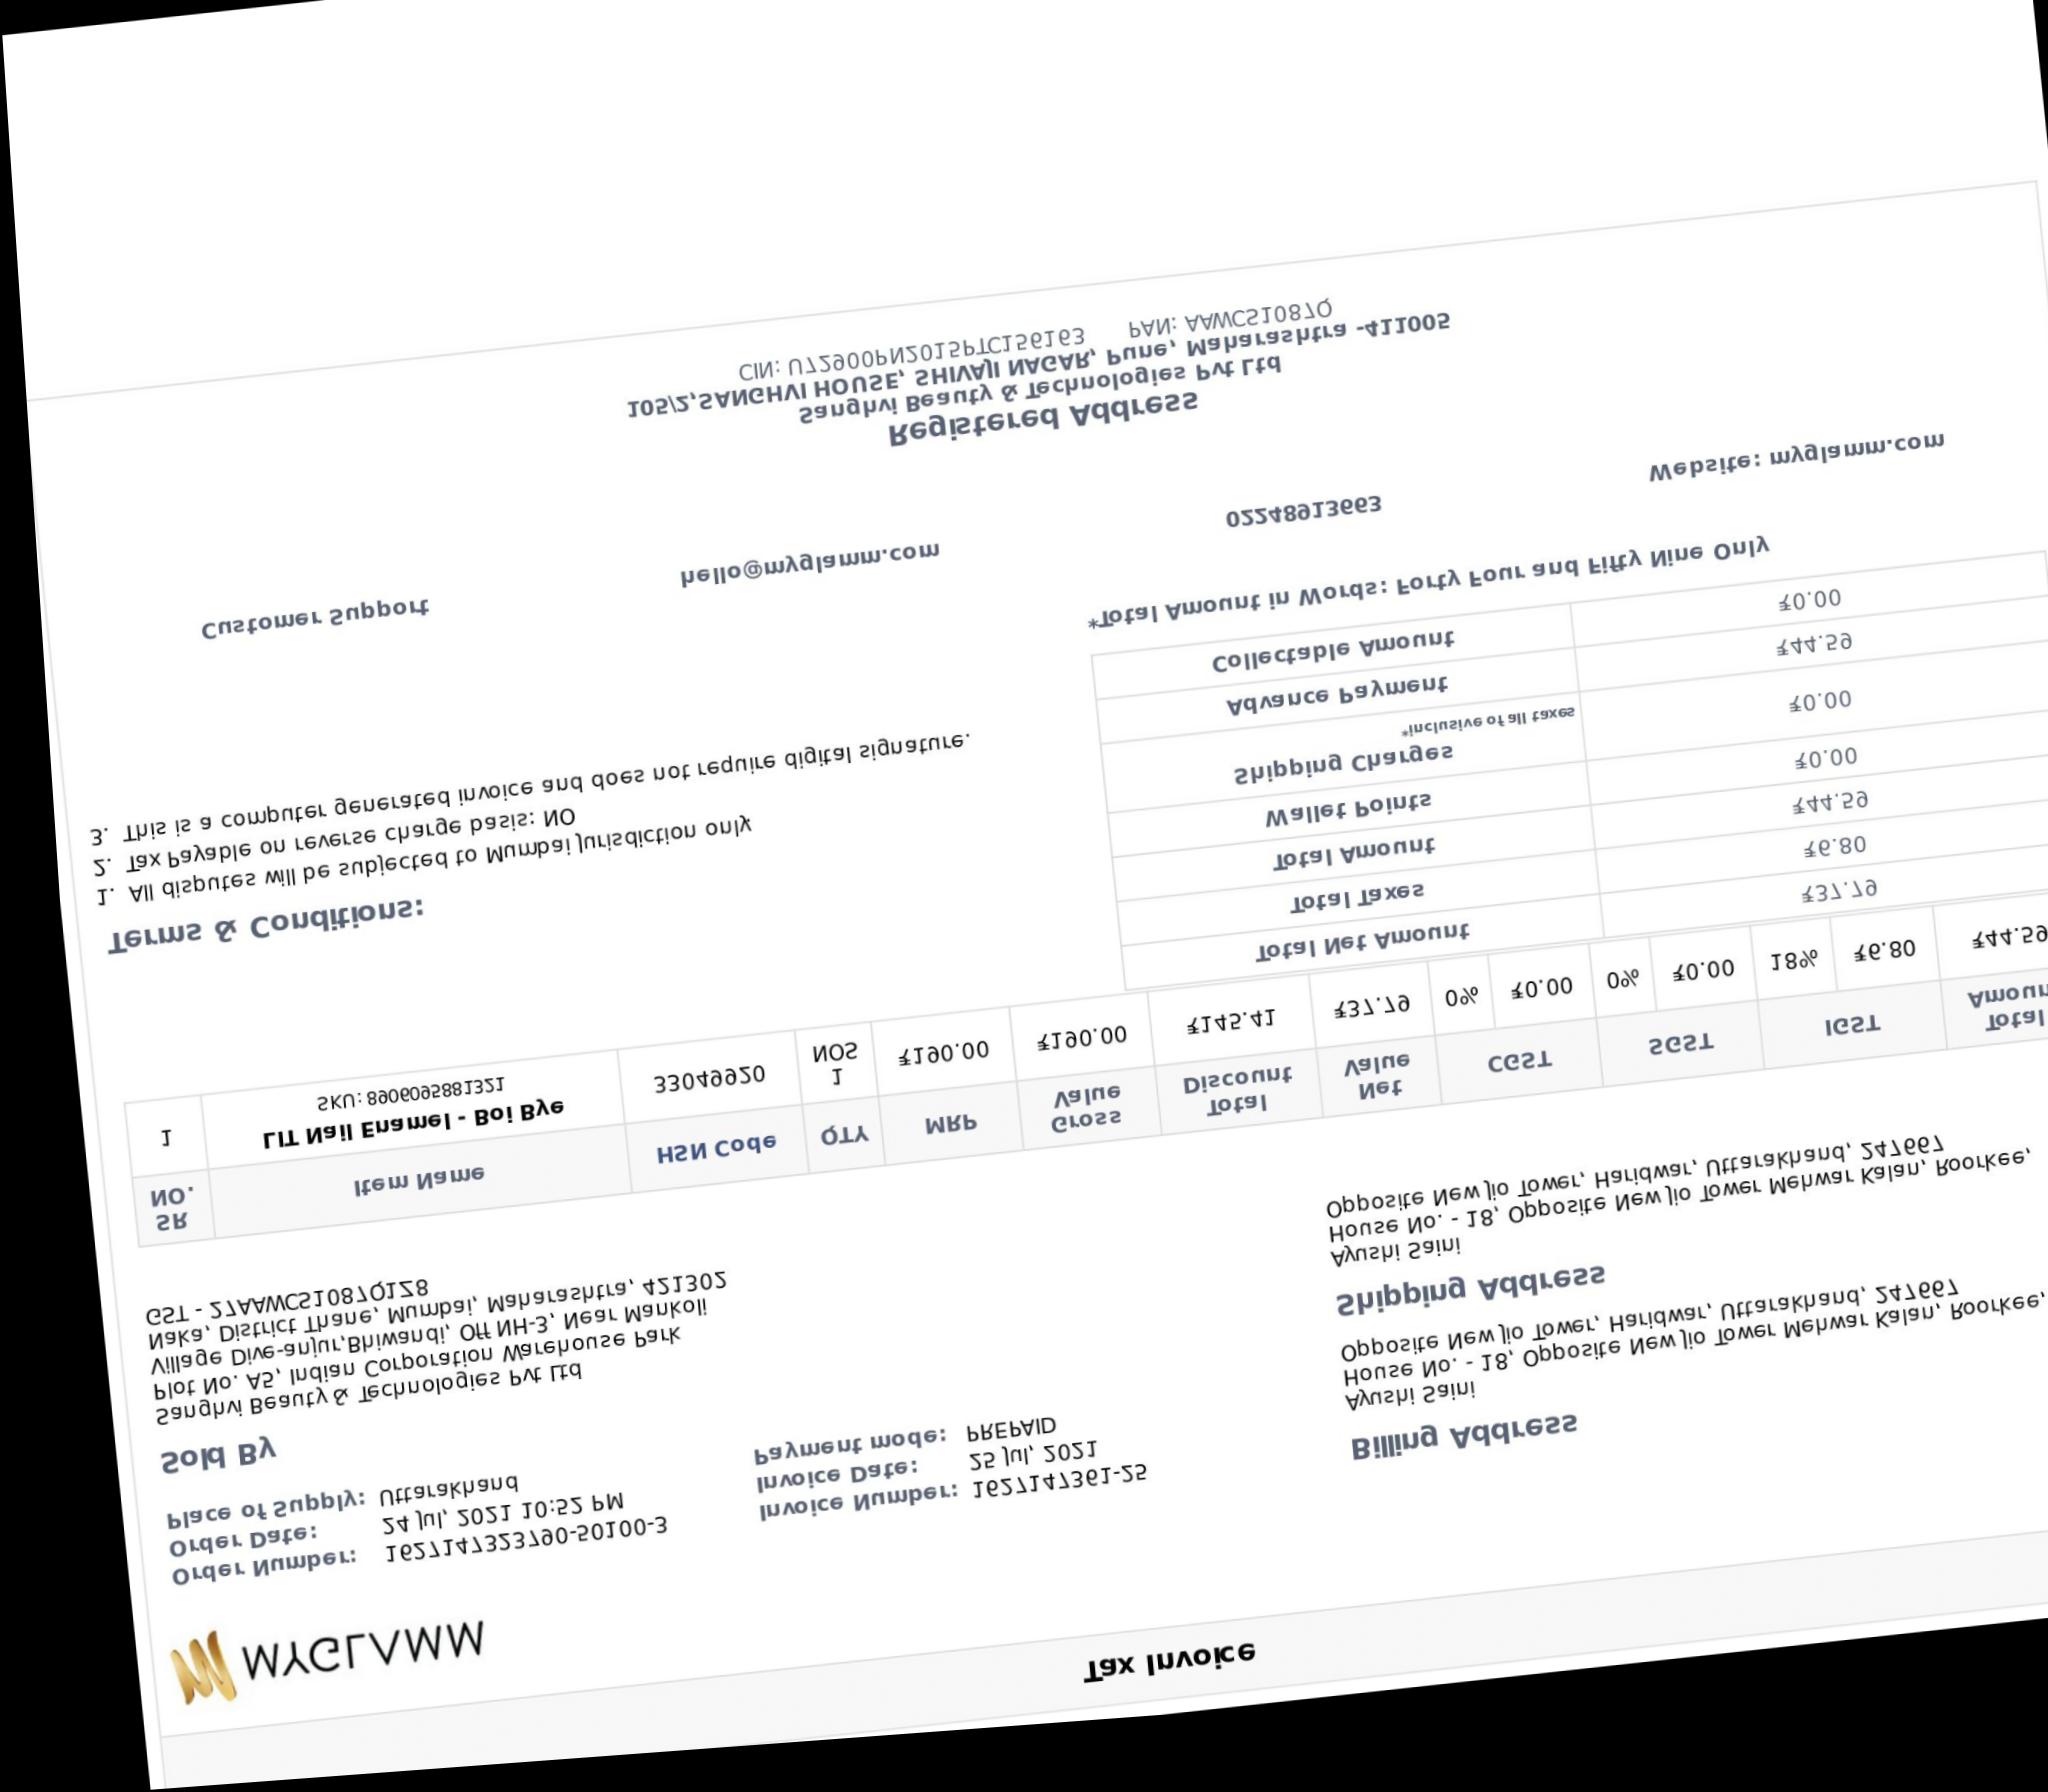 Tax Invoice
MYGLAMM
Order Number: 1627147323790-50100-3
Order Date: 24 Jul, 2021 10:52 PM
Place of Supply: Uttarakhand
Invoice Number: 1627147361-25
Invoice Date: 25 Jul, 2021
Payment mode: PREPAID
Sold By
Sanghvi Beauty & Technologies Pvt Ltd
Plot No. A5, Indian Corporation Warehouse Park
Village Dive-anjur,Bhiwandi, Off NH-3, Near Mankoli
Naka, District Thane, Mumbai, Maharashtra, 421302
GST - 27AAWCS1087Q1Z8
Billing Address
Ayushi Saini
House No. - 18, Opposite New Jio Tower Mehwar Kalan, Roorkee,
Opposite New Jio Tower, Haridwar, Uttarakhand, 247667
Shipping Address
Ayushi Saini
House No. - 18, Opposite New Jio Tower Mehwar Kalan, Roorkee,
Opposite New Jio Tower, Haridwar, Uttarakhand, 247667
SR NO. Item Name HSN Code QTY MRP Gross Value Total Discount Net Value CGST SGST IGST Total Amoun
1 LIT Nail Enamel - Boi Bye 33049920 1 NOS ₹190.00 ₹190.00 ₹145.41 ₹37.79 0% ₹0.00 0% ₹0.00 18% ₹6.80 ₹44.59
SKU: 8906095881321
Total Net Amount ₹37.79
Total Taxes ₹6.80
Total Amount ₹44.59
Wallet Points ₹0.00
Shipping Charges ₹0.00
*inclusive of all taxes
Advance Payment ₹44.59
Collectable Amount ₹0.00
*Total Amount in Words: Forty Four and Fifty Nine Only
Terms & Conditions:
1. All disputes will be subjected to Mumbai Jurisdiction only
2. Tax Payable on reverse charge basis: NO
3. This is a computer generated invoice and does not require digital signature.
Customer Support hello@myglamm.com 02248913663 Website: myglamm.com
Registered Address
Sanghvi Beauty & Technologies Pvt Ltd
105/2,SANGHVI HOUSE, SHIVAJI NAGAR, Pune, Maharashtra -411005
CIN: U72900PN2015PTC156163 PAN: AAWCS1087Q